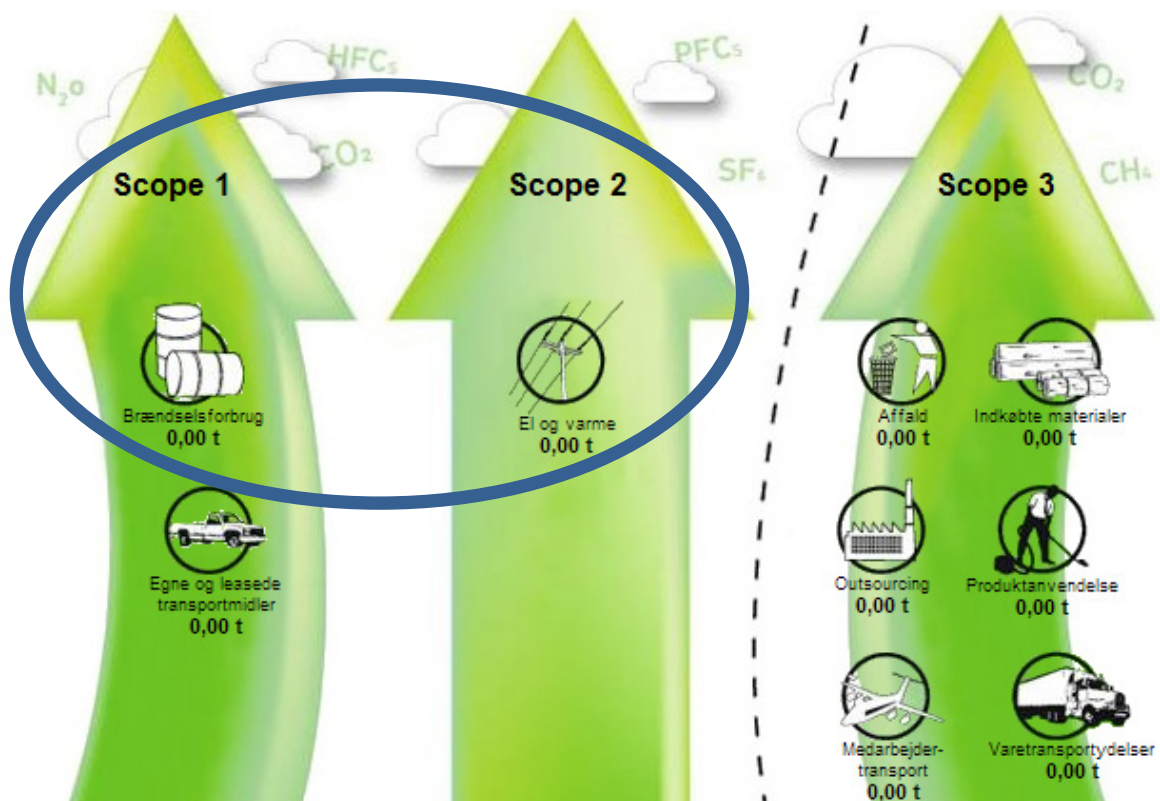 N₂o
HFCs
CO₂
PFCs
SF₆
CO₂
CH₄
Scope 1
Scope 2
Scope 3
Brændselsforbrug
0,00 t
Egne og leasede
transportmidler
0,00 t
El og varme
0,00 t
Affald
0,00 t
Indkøbte materialer
0,00 t
Outsourcing
0,00 t
Produktanvendelse
0,00 t
Medarbejder-
transport
0,00 t
Varetransportydelser
0,00 t